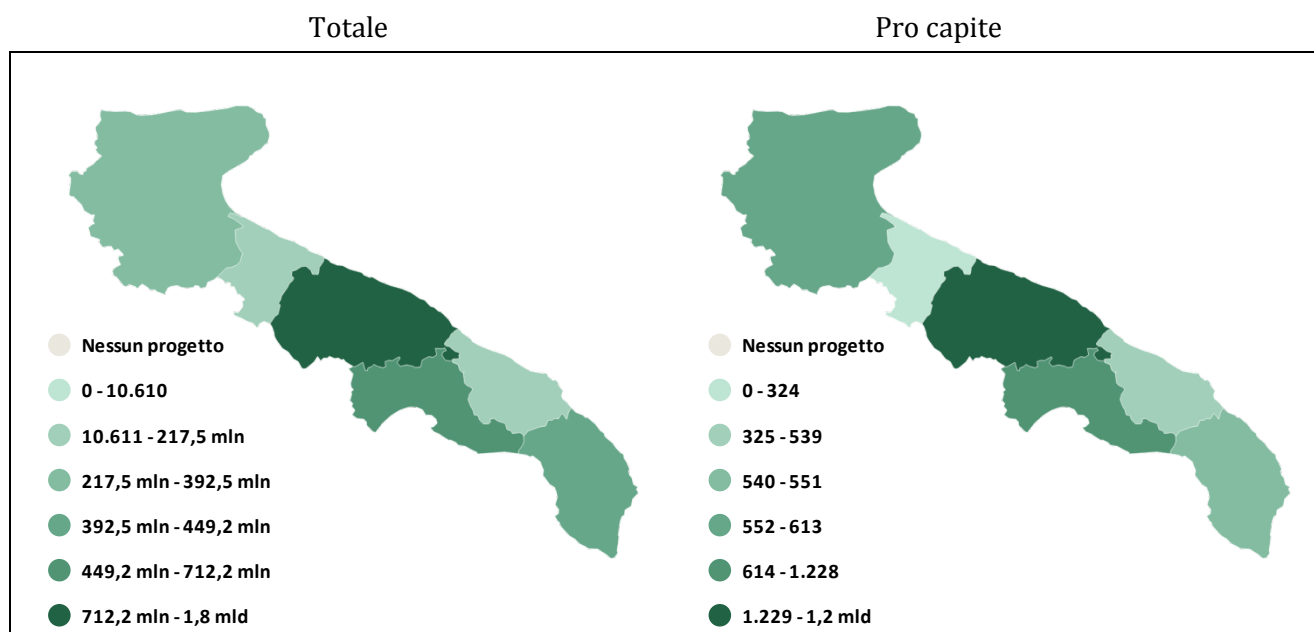 Totale
Pro capite
Nessun progetto
0 - 10.610
10.611 - 217,5 mln
217,5 mln - 392,5 mln
392,5 mln - 449,2 mln
449,2 mln - 712,2 mln
712,2 mln - 1,8 mld
Nessun progetto
0 - 324
325 - 539
540 - 551
552 - 613
614 - 1.228
1.229 - 1,2 mld